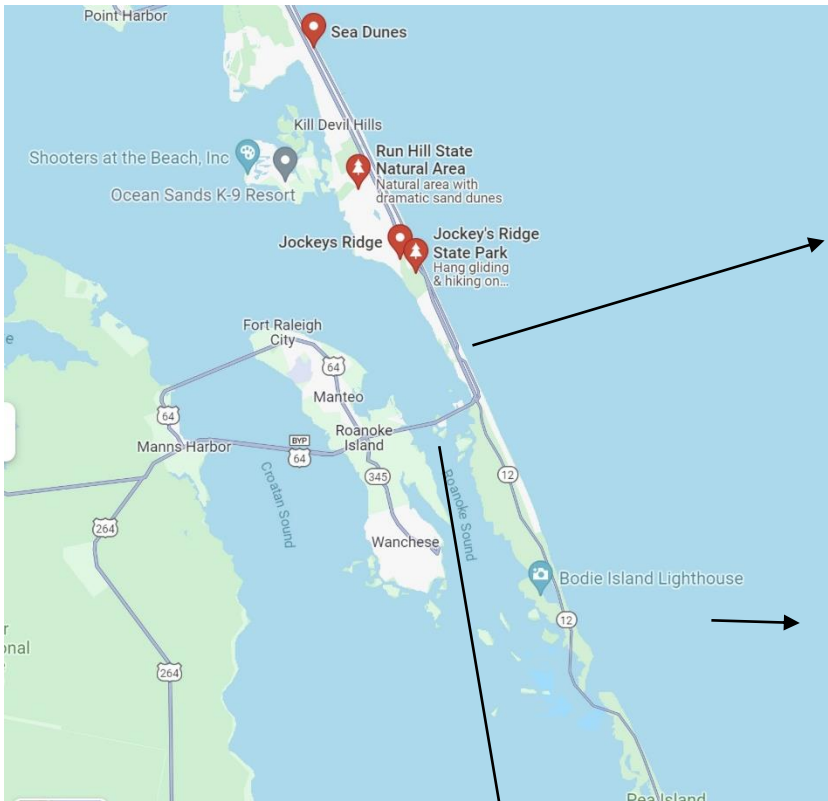 Point Harbor
Sea Dunes
Kill Devil Hills
Shooters at the Beach, Inc
Run Hill State
Natural Area
Natural area with
dramatic sand dunes
Ocean Sands K-9 Resort
Jockeys Ridge
Jockey's Ridge
State Park
Hang gliding
& hiking on...
e
Fort Raleigh
City
64
Manteo
64
Roanoke
Island
BYP
64
Manns Harbor
345
12
Croatan Sound
Roanoke Sound
264
Wanchese
Bodie Island Lighthouse
12
r
onal
264
Pea Island